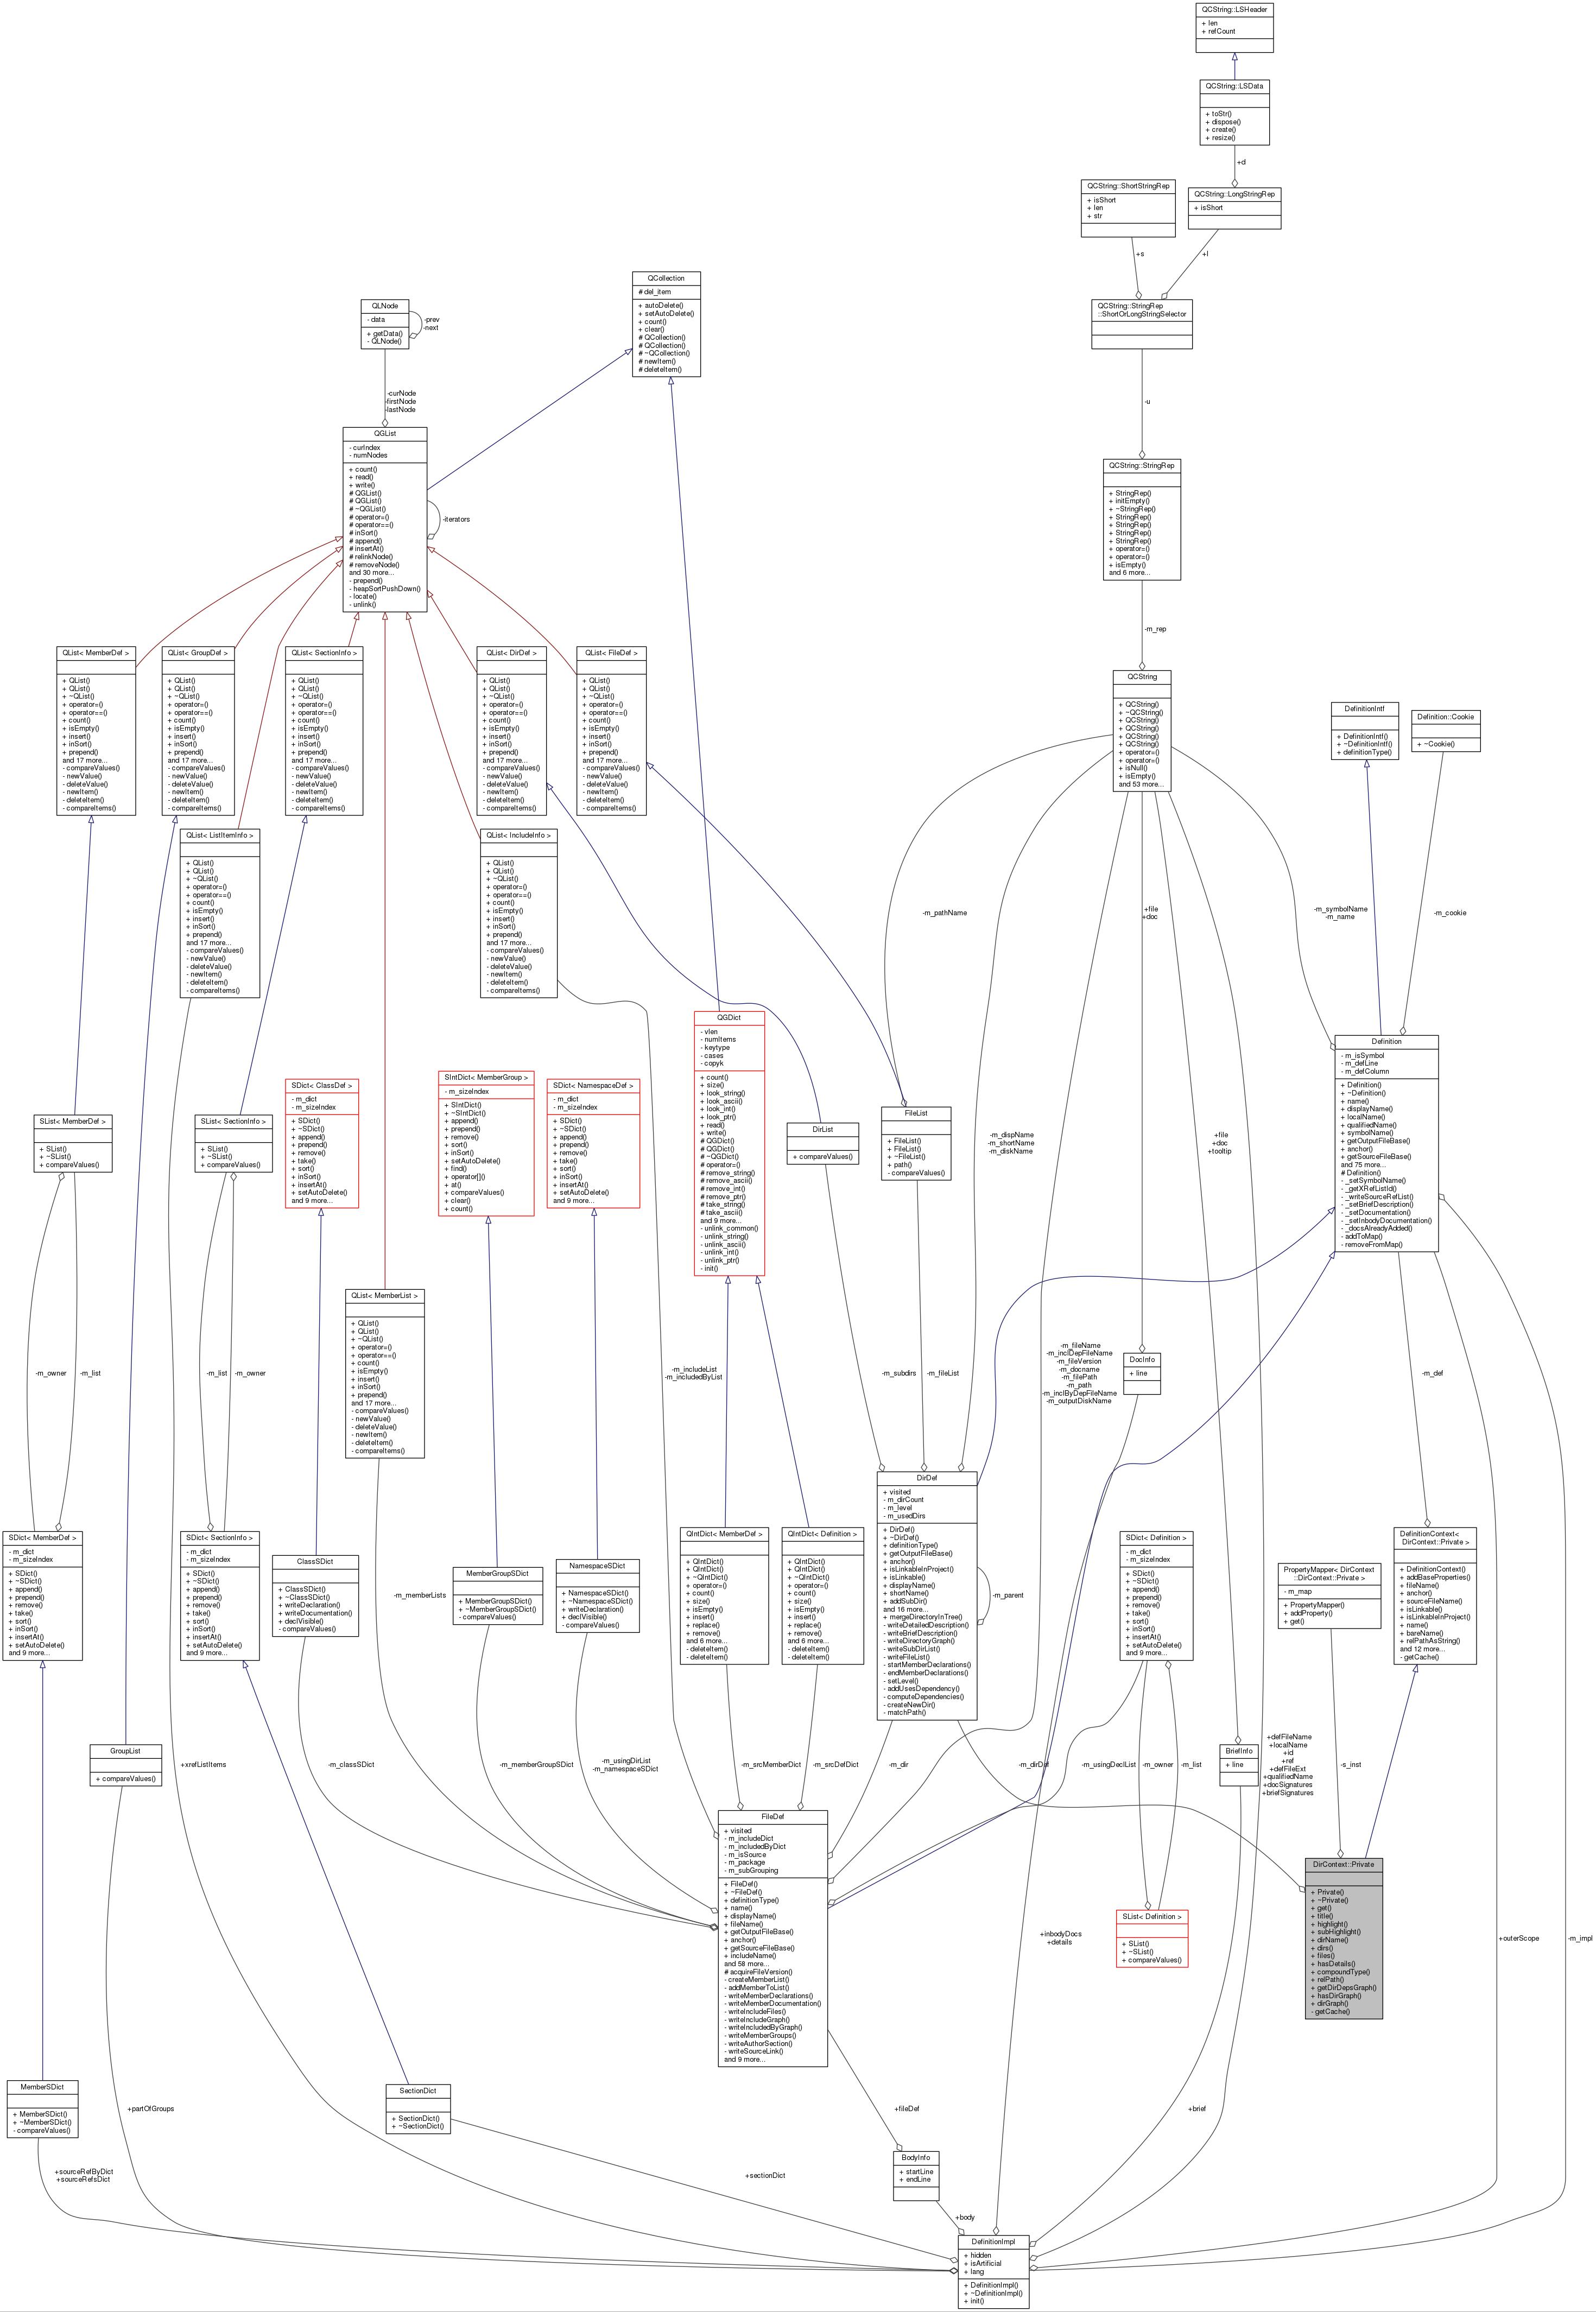 QCString::LSHeader
+ len
+ refCount
QCString::LSData
+ toStr()
+ dispose()
+ create()
+ resize()
+d
QCString::ShortStringRep
+ isShort
+ len
+ str
QCString::LongStringRep
+ isShort
+s
+l
QCString::StringRep
::ShortOrLongStringSelector
-u
QCString::StringRep
+ StringRep()
+ initEmpty()
+ ~StringRep()
+ StringRep()
+ StringRep()
+ StringRep()
+ StringRep()
+ operator=()
+ operator=()
+ isEmpty()
and 6 more...
-m_rep
QCollection
# del_item
+ autoDelete()
+ setAutoDelete()
+ count()
+ clear()
# QCollection()
# QCollection()
# ~QCollection()
# newItem()
# deleteItem()
QLNode
- data
+ getData()
- QLNode()
-prev
-next
-curNode
-firstNode
-lastNode
QGList
- curIndex
- numNodes
+ count()
+ read()
+ write()
# QGList()
# QGList()
# ~QGList()
# operator=()
# operator==()
# inSort()
# append()
# insertAt()
# relinkNode()
# removeNode()
and 30 more...
- prepend()
- heapSortPushDown()
- locate()
- unlink()
-iterators
QList< MemberDef >
+ QList()
+ QList()
+ ~QList()
+ operator=()
+ operator==()
+ count()
+ isEmpty()
+ insert()
+ inSort()
+ prepend()
and 17 more...
- compareValues()
- newValue()
- deleteValue()
- newItem()
- deleteItem()
- compareItems()
QList< GroupDef >
+ QList()
+ QList()
+ ~QList()
+ operator=()
+ operator==()
+ count()
+ isEmpty()
+ insert()
+ inSort()
+ prepend()
and 17 more...
- compareValues()
- newValue()
- deleteValue()
- newItem()
- deleteItem()
- compareItems()
QList< SectionInfo >
+ QList()
+ QList()
+ ~QList()
+ operator=()
+ operator==()
+ count()
+ isEmpty()
+ insert()
+ inSort()
+ prepend()
and 17 more...
- compareValues()
- newValue()
- deleteValue()
- newItem()
- deleteItem()
- compareItems()
QList< DirDef >
+ QList()
+ QList()
+ ~QList()
+ operator=()
+ operator==()
+ count()
+ isEmpty()
+ insert()
+ inSort()
+ prepend()
and 17 more...
- compareValues()
- newValue()
- deleteValue()
- newItem()
- deleteItem()
- compareItems()
QList< FileDef >
+ QList()
+ QList()
+ ~QList()
+ operator=()
+ operator==()
+ count()
+ isEmpty()
+ insert()
+ inSort()
+ prepend()
and 17 more...
- compareValues()
- newValue()
- deleteValue()
- newItem()
- deleteItem()
- compareItems()
QCString
+ QCString()
+ ~QCString()
+ QCString()
+ QCString()
+ QCString()
+ QCString()
+ operator=()
+ operator=()
+ isNull()
+ isEmpty()
and 53 more...
DefinitionIntf
+ DefinitionIntf()
+ ~DefinitionIntf()
+ definitionType()
Definition::Cookie
+ ~Cookie()
QList< ListItemInfo >
+ QList()
+ QList()
+ ~QList()
+ operator=()
+ operator==()
+ count()
+ isEmpty()
+ insert()
+ inSort()
+ prepend()
and 17 more...
- compareValues()
- newValue()
- deleteValue()
- newItem()
- deleteItem()
- compareItems()
QList< IncludeInfo >
+ QList()
+ QList()
+ ~QList()
+ operator=()
+ operator==()
+ count()
+ isEmpty()
+ insert()
+ inSort()
+ prepend()
and 17 more...
- compareValues()
- newValue()
- deleteValue()
- newItem()
- deleteItem()
- compareItems()
-m_pathName
+file
+doc
-m_symbolName
-m_name
-m_cookie
QGDict
- vlen
- numItems
- keytype
- cases
- copyk
+ count()
+ size()
+ look_string()
+ look_ascii()
+ look_int()
+ look_ptr()
+ read()
+ write()
# QGDict()
# QGDict()
# ~QGDict()
# operator=()
# remove_string()
# remove_ascii()
# remove_int()
# remove_ptr()
# take_string()
# take_ascii()
and 9 more...
- unlink_common()
- unlink_string()
- unlink_ascii()
- unlink_int()
- unlink_ptr()
- init()
Definition
- m_isSymbol
- m_defLine
- m_defColumn
+ Definition()
+ ~Definition()
+ name()
+ displayName()
+ localName()
+ qualifiedName()
+ symbolName()
+ getOutputFileBase()
+ anchor()
+ getSourceFileBase()
and 75 more...
# Definition()
- _setSymbolName()
- _getXRefListId()
- _writeSourceRefList()
- _setBriefDescription()
- _setDocumentation()
- _setInbodyDocumentation()
- _docsAlreadyAdded()
- addToMap()
- removeFromMap()
SList< MemberDef >
+ SList()
+ ~SList()
+ compareValues()
SList< SectionInfo >
+ SList()
+ ~SList()
+ compareValues()
SDict< ClassDef >
- m_dict
- m_sizeIndex
+ SDict()
+ ~SDict()
+ append()
+ prepend()
+ remove()
+ take()
+ sort()
+ inSort()
+ insertAt()
+ setAutoDelete()
and 9 more...
SIntDict< MemberGroup >
- m_sizeIndex
+ SIntDict()
+ ~SIntDict()
+ append()
+ prepend()
+ remove()
+ sort()
+ inSort()
+ setAutoDelete()
+ find()
+ operator[]()
+ at()
+ compareValues()
+ clear()
+ count()
SDict< NamespaceDef >
- m_dict
- m_sizeIndex
+ SDict()
+ ~SDict()
+ append()
+ prepend()
+ remove()
+ take()
+ sort()
+ inSort()
+ insertAt()
+ setAutoDelete()
and 9 more...
DirList
+ compareValues()
FileList
+ FileList()
+ FileList()
+ ~FileList()
+ path()
- compareValues()
-m_dispName
-m_shortName
-m_diskName
+file
+doc
+tooltip
QList< MemberList >
+ QList()
+ QList()
+ ~QList()
+ operator=()
+ operator==()
+ count()
+ isEmpty()
+ insert()
+ inSort()
+ prepend()
and 17 more...
- compareValues()
- newValue()
- deleteValue()
- newItem()
- deleteItem()
- compareItems()
-m_owner
-m_list
-m_list
-m_owner
-m_includeList
-m_includedByList
-m_subdirs
-m_fileList
-m_fileName
-m_inclDepFileName
-m_fileVersion
-m_docname
-m_filePath
-m_path
-m_inclByDepFileName
-m_outputDiskName
DocInfo
+ line
-m_def
SDict< MemberDef >
- m_dict
- m_sizeIndex
+ SDict()
+ ~SDict()
+ append()
+ prepend()
+ remove()
+ take()
+ sort()
+ inSort()
+ insertAt()
+ setAutoDelete()
and 9 more...
SDict< SectionInfo >
- m_dict
- m_sizeIndex
+ SDict()
+ ~SDict()
+ append()
+ prepend()
+ remove()
+ take()
+ sort()
+ inSort()
+ insertAt()
+ setAutoDelete()
and 9 more...
ClassSDict
+ ClassSDict()
+ ~ClassSDict()
+ writeDeclaration()
+ writeDocumentation()
+ declVisible()
- compareValues()
-m_memberLists
MemberGroupSDict
+ MemberGroupSDict()
+ ~MemberGroupSDict()
- compareValues()
NamespaceSDict
+ NamespaceSDict()
+ ~NamespaceSDict()
+ writeDeclaration()
+ declVisible()
- compareValues()
QIntDict< MemberDef >
+ QIntDict()
+ QIntDict()
+ ~QIntDict()
+ operator=()
+ count()
+ size()
+ isEmpty()
+ insert()
+ replace()
+ remove()
and 6 more...
- deleteItem()
- deleteItem()
QIntDict< Definition >
+ QIntDict()
+ QIntDict()
+ ~QIntDict()
+ operator=()
+ count()
+ size()
+ isEmpty()
+ insert()
+ replace()
+ remove()
and 6 more...
- deleteItem()
- deleteItem()
DirDef
+ visited
- m_dirCount
- m_level
- m_usedDirs
+ DirDef()
+ ~DirDef()
+ definitionType()
+ getOutputFileBase()
+ anchor()
+ isLinkableInProject()
+ isLinkable()
+ displayName()
+ shortName()
+ addSubDir()
and 16 more...
+ mergeDirectoryInTree()
- writeDetailedDescription()
- writeBriefDescription()
- writeDirectoryGraph()
- writeSubDirList()
- writeFileList()
- startMemberDeclarations()
- endMemberDeclarations()
- setLevel()
- addUsesDependency()
- computeDependencies()
- createNewDir()
- matchPath()
-m_parent
SDict< Definition >
- m_dict
- m_sizeIndex
+ SDict()
+ ~SDict()
+ append()
+ prepend()
+ remove()
+ take()
+ sort()
+ inSort()
+ insertAt()
+ setAutoDelete()
and 9 more...
PropertyMapper< DirContext
::DirContext::Private >
- m_map
+ PropertyMapper()
+ addProperty()
+ get()
DefinitionContext<
DirContext::Private >
+ DefinitionContext()
+ addBaseProperties()
+ fileName()
+ anchor()
+ sourceFileName()
+ isLinkable()
+ isLinkableInProject()
+ name()
+ bareName()
+ relPathAsString()
and 12 more...
- getCache()
GroupList
+ compareValues()
+xrefListItems
-m_classSDict
-m_memberGroupSDict
-m_usingDirList
-m_namespaceSDict
-m_srcMemberDict
-m_srcDefDict
-m_dir
-m_dirDef
-m_usingDeclList
-m_owner
-m_list
BriefInfo
+ line
+defFileName
+localName
+id
+ref
+defFileExt
+qualifiedName
+docSignatures
+briefSignatures
-s_inst
FileDef
+ visited
- m_includeDict
- m_includedByDict
- m_isSource
- m_package
- m_subGrouping
+ FileDef()
+ ~FileDef()
+ definitionType()
+ name()
+ displayName()
+ fileName()
+ getOutputFileBase()
+ anchor()
+ getSourceFileBase()
+ includeName()
and 58 more...
# acquireFileVersion()
- createMemberList()
- addMemberToList()
- writeMemberDeclarations()
- writeMemberDocumentation()
- writeIncludeFiles()
- writeIncludeGraph()
- writeIncludedByGraph()
- writeMemberGroups()
- writeAuthorSection()
- writeSourceLink()
and 9 more...
DirContext::Private
+ Private()
+ ~Private()
+ get()
+ title()
+ highlight()
+ subHighlight()
+ dirName()
+ dirs()
+ files()
+ hasDetails()
+ compoundType()
+ relPath()
+ getDirDepsGraph()
+ hasDirGraph()
+ dirGraph()
- getCache()
SList< Definition >
+ SList()
+ ~SList()
+ compareValues()
+inbodyDocs
+details
+outerScope
-m_impl
MemberSDict
+ MemberSDict()
+ ~MemberSDict()
- compareValues()
+partOfGroups
SectionDict
+ SectionDict()
+ ~SectionDict()
+fileDef
+brief
+sourceRefByDict
+sourceRefsDict
+sectionDict
BodyInfo
+ startLine
+ endLine
+body
DefinitionImpl
+ hidden
+ isArtificial
+ lang
+ DefinitionImpl()
+ ~DefinitionImpl()
+ init()